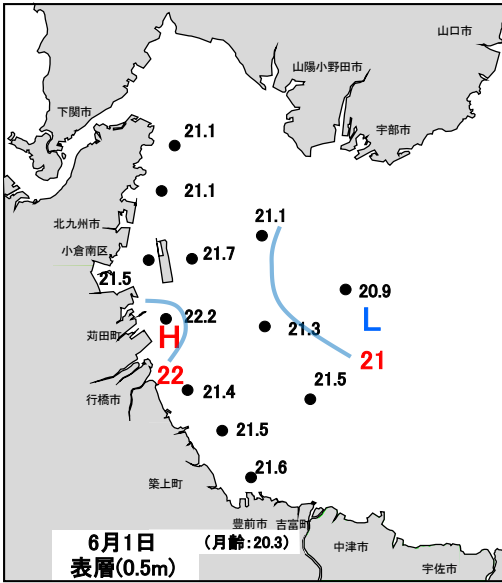 山口市
山陽小野田市
下関市
宇部市
21.1
21.1
北九州市
小倉南区
21.1
21.7
21.5
20.9
22.2
L
苅田町
H
21.3
21
22
行橋市
21.4
21.5
21.5
21.6
築上町
豊前市 吉富町
中津市
宇佐市
6月1日 (月齢:20.3)
表層(0.5m)